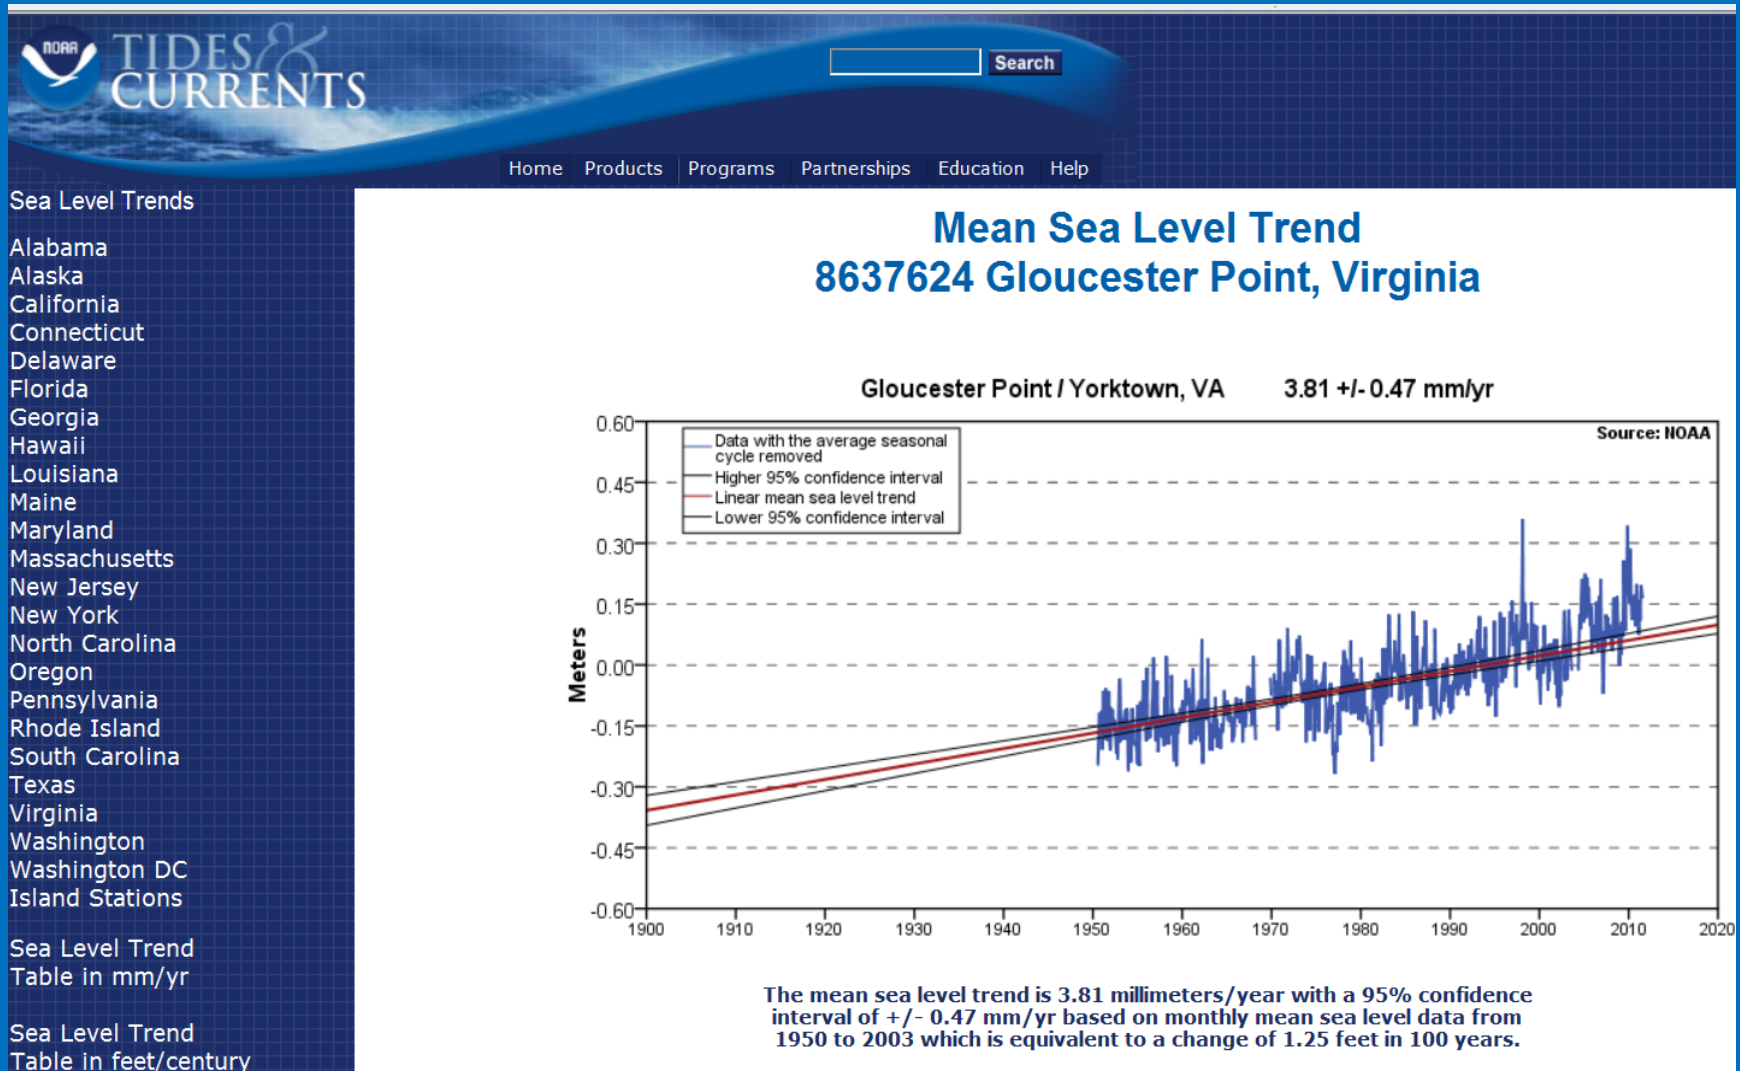 NOAA
TIDES &
CURRENTS
Search
Home Products Programs Partnerships Education Help
Sea Level Trends
Alabama
Alaska
California
Connecticut
Delaware
Florida
Georgia
Hawaii
Louisiana
Maine
Maryland
Massachusetts
New Jersey
New York
North Carolina
Oregon
Pennsylvania
Rhode Island
South Carolina
Texas
Virginia
Washington
Washington DC
Island Stations
Sea Level Trend
Table in mm/yr
Sea Level Trend
Table in feet/century
Mean Sea Level Trend
8637624 Gloucester Point, Virginia
Gloucester Point / Yorktown, VA 3.81 +/- 0.47 mm/yr
Source: NOAA
Data with the average seasonal
cycle removed
Higher 95% confidence interval
Linear mean sea level trend
Lower 95% confidence interval
Meters
0.60
0.45
0.30
0.15
0.00
-0.15
-0.30
-0.45
-0.60
1900 1910 1920 1930 1940 1950 1960 1970 1980 1990 2000 2010 2020
The mean sea level trend is 3.81 millimeters/year with a 95% confidence
interval of +/- 0.47 mm/yr based on monthly mean sea level data from
1950 to 2003 which is equivalent to a change of 1.25 feet in 100 years.